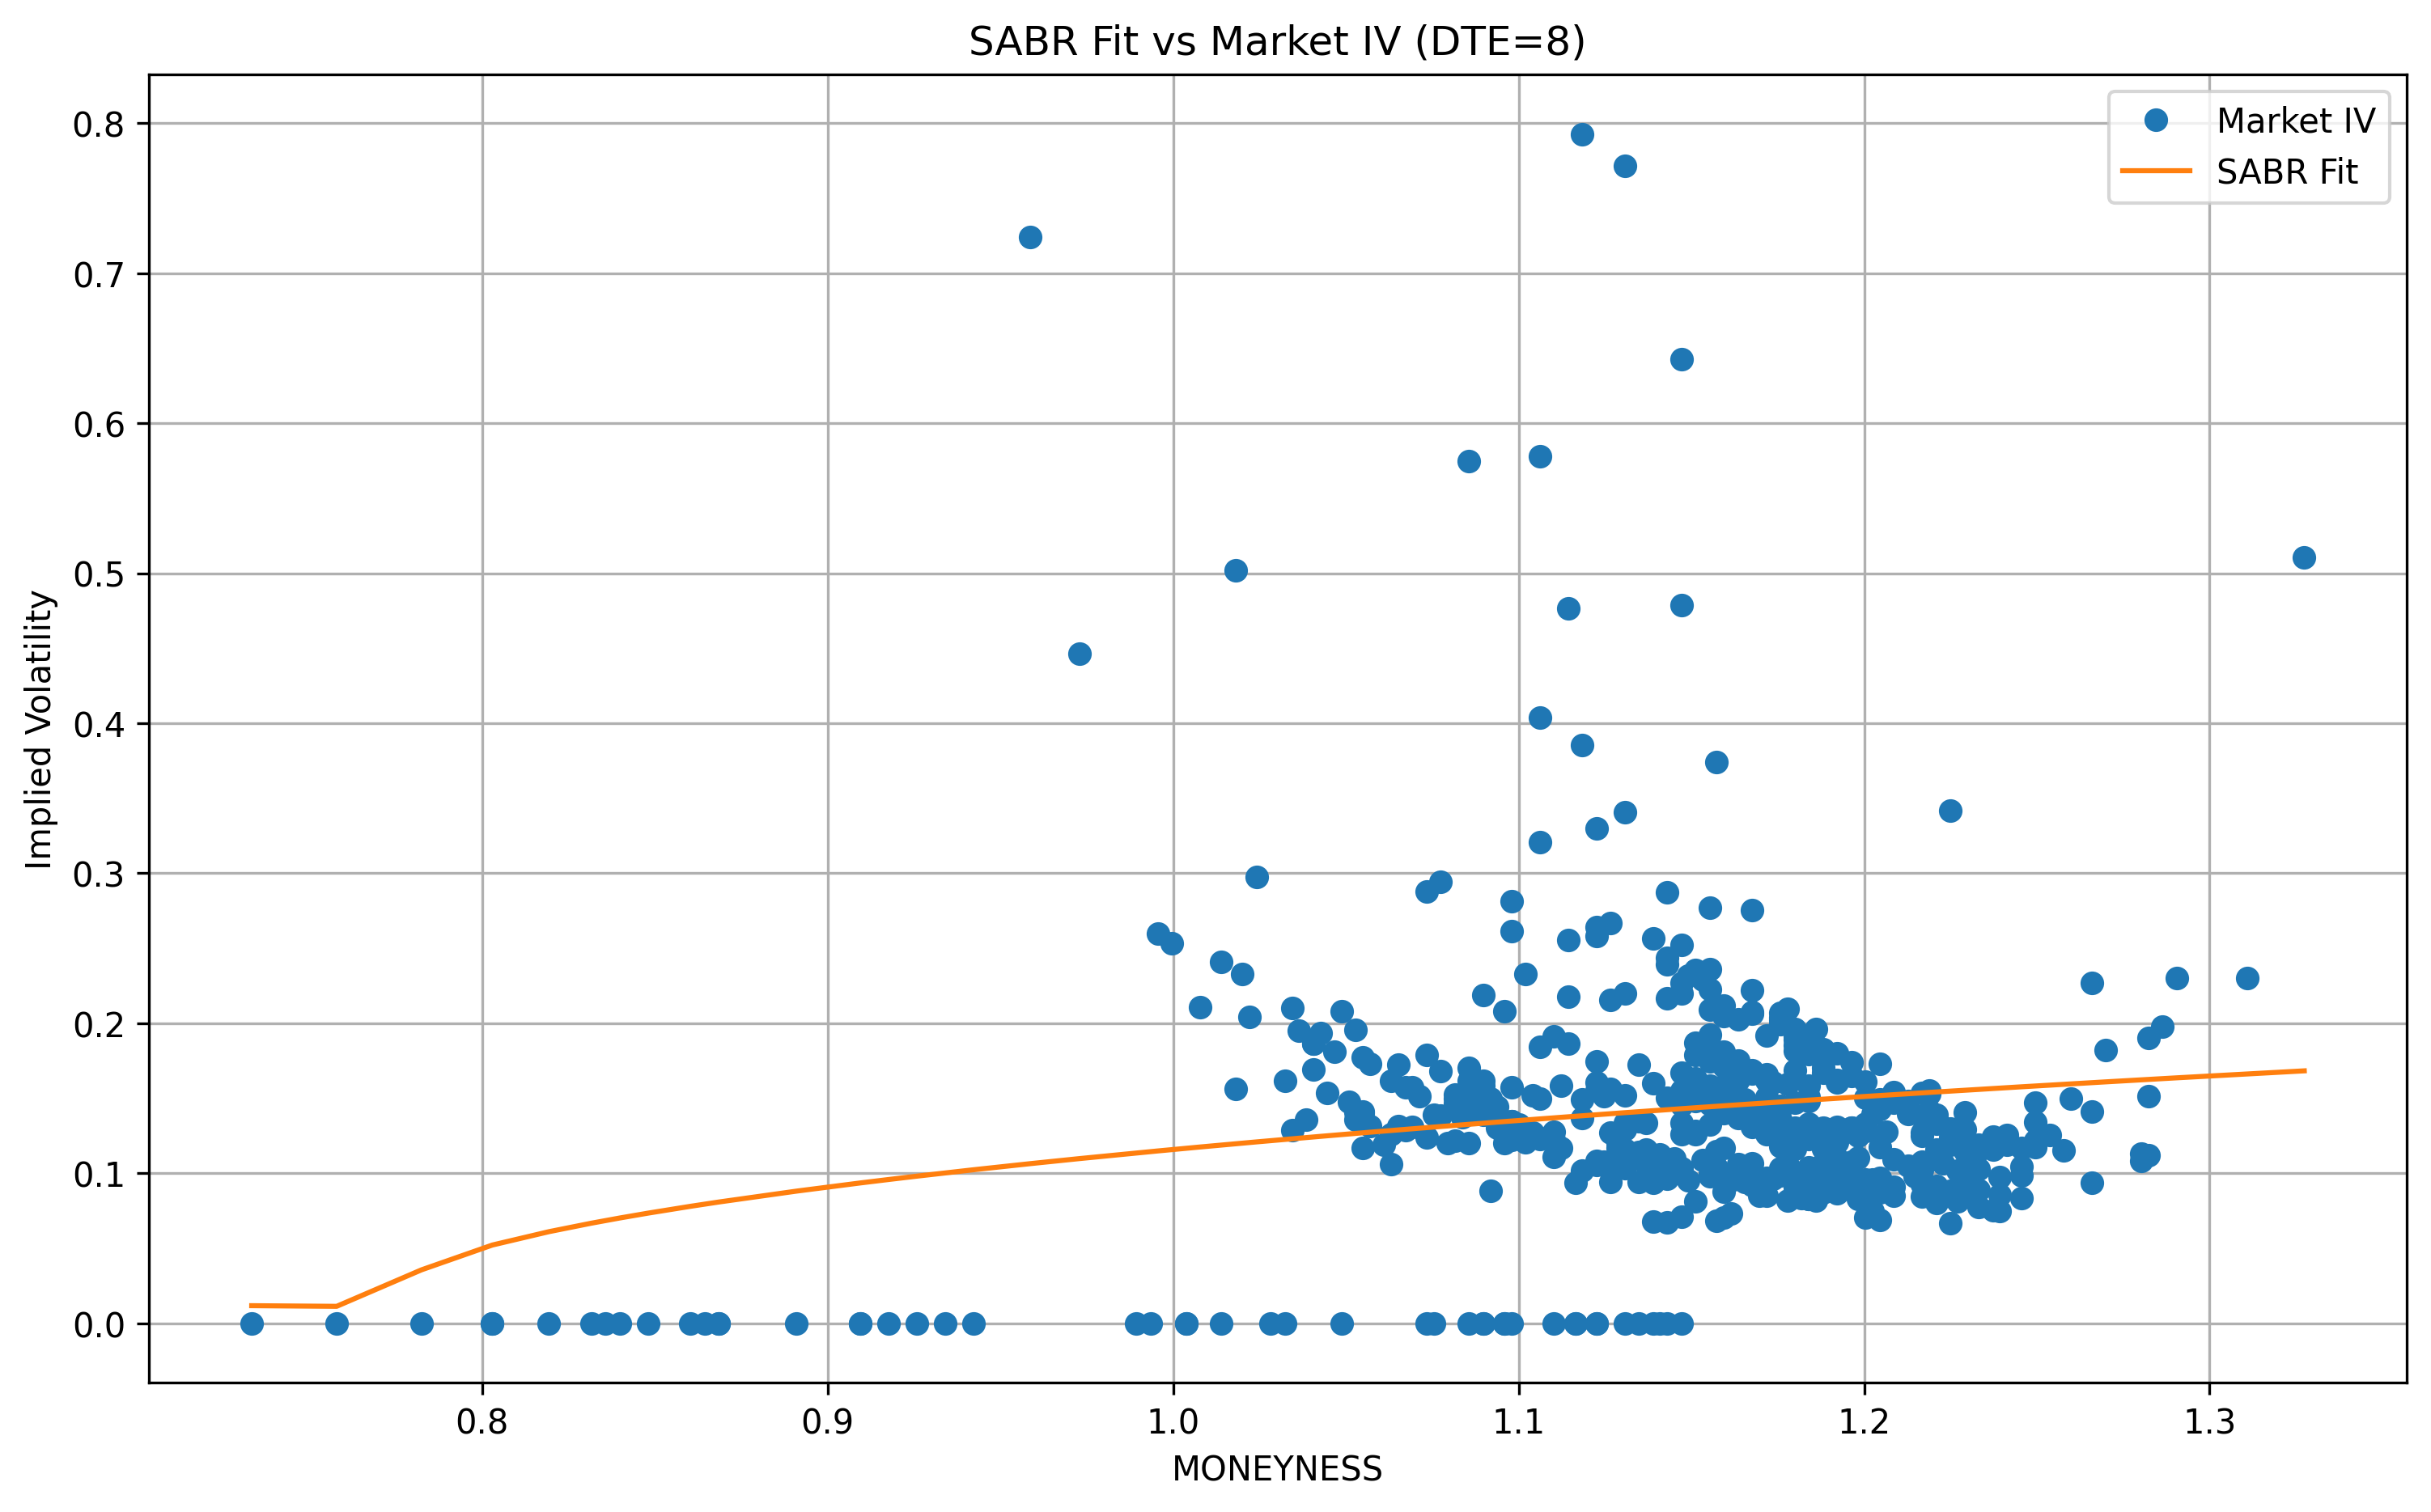 SABR Fit vs Market IV (DTE=8)
Market IV
SABR Fit
Implied Volatility
0.8
0.7
0.6
0.5
0.4
0.3
0.2
0.1
0.0
0.8 0.9 1.0 1.1 1.2 1.3
MONEYNESS